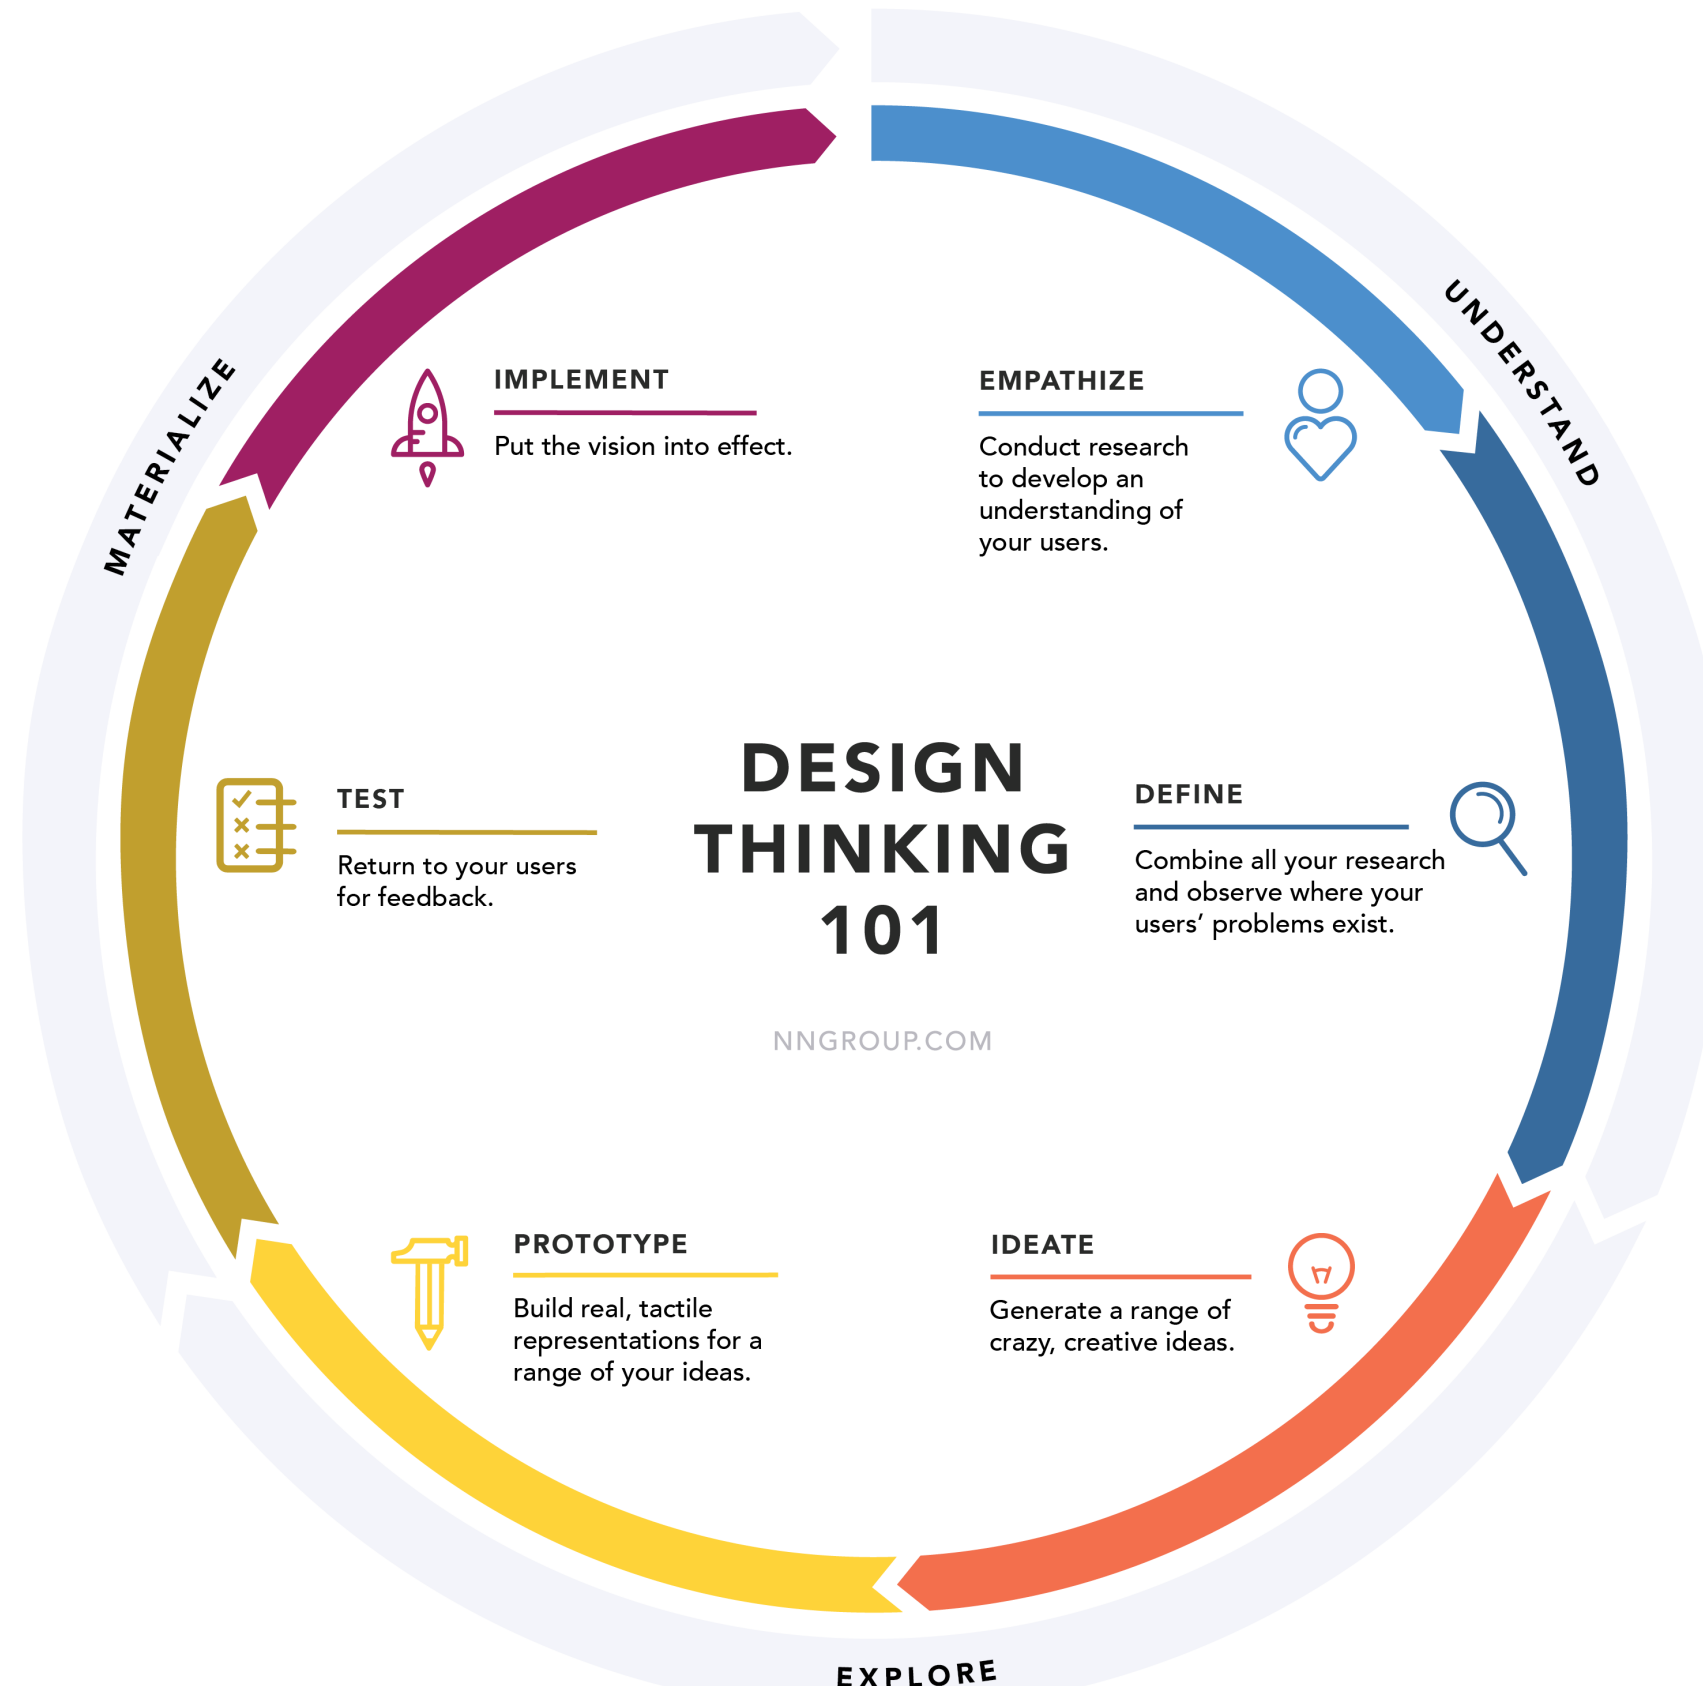 UNDERSTAND
EMPATHIZE
Conduct research
to develop an
understanding of
your users.
DEFINE
Combine all your research
and observe where your
users’ problems exist.
EXPLORE
IDEATE
Generate a range of
crazy, creative ideas.
PROTOTYPE
Build real, tactile
representations for a
range of your ideas.
MATERIALIZE
TEST
Return to your users
for feedback.
IMPLEMENT
Put the vision into effect.
DESIGN
THINKING
101
NNGROUP.COM